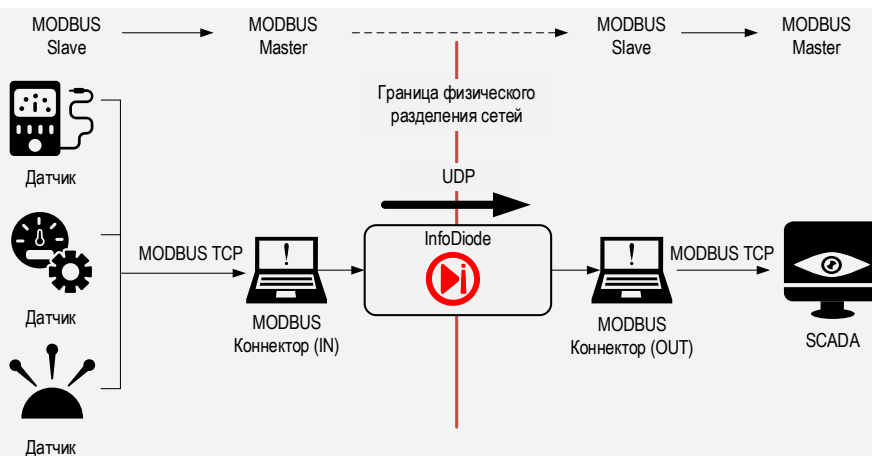 MODBUS
Slave
MODBUS
Master
MODBUS
Slave
MODBUS
Master
Граница физического
разделения сетей
Датчик
UDP
InfoDiode
MODBUS TCP
MODBUS TCP
Датчик
MODBUS
Коннектор (IN)
MODBUS
Коннектор (OUT)
SCADA
Датчик